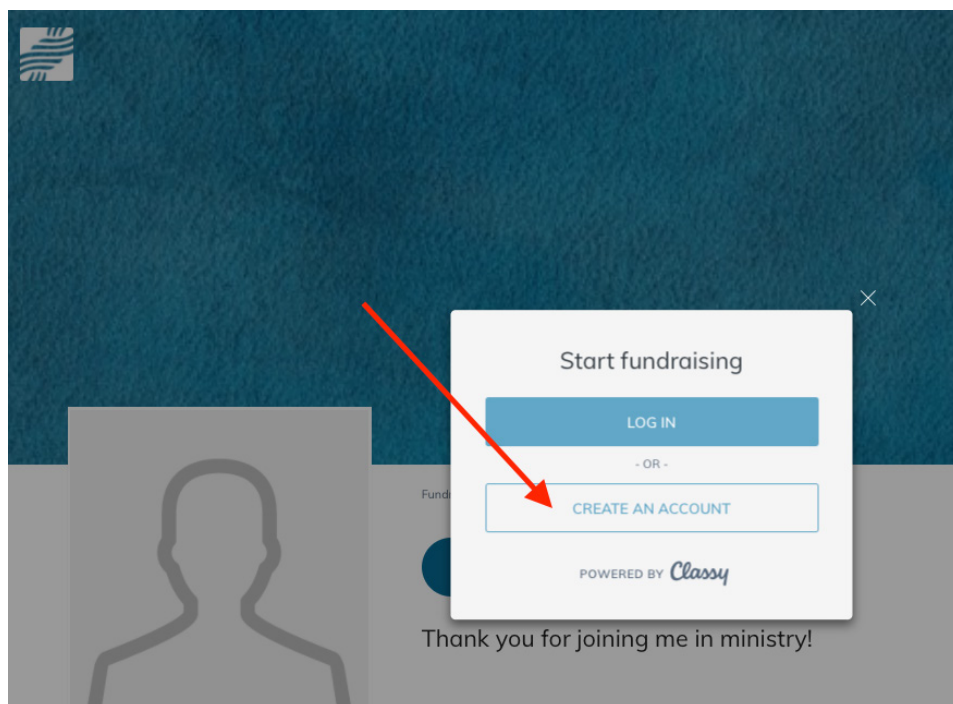 Start fundraising
LOG IN
- OR -
CREATE AN ACCOUNT
POWERED BY Classy
Thank you for joining me in ministry!